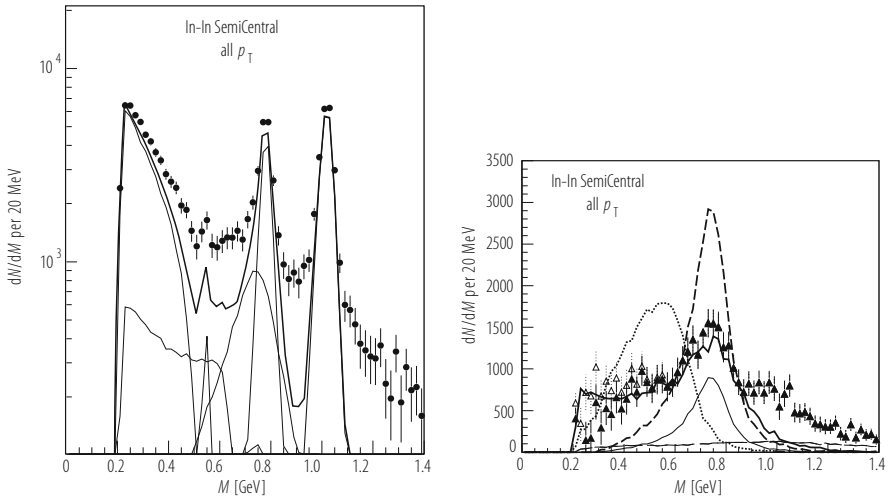 In-In SemiCentral
all p T
10 4
10 3
dN/dM per 20 MeV
0 0.2 0.4 0.6 0.8 1.0 1.2 1.4
M [GeV]
In-In SemiCentral
all p T
3500
3000
2500
2000
1500
1000
500
0
dN/dM per 20 MeV
0 0.2 0.4 0.6 0.8 1.0 1.2 1.4
M [GeV]